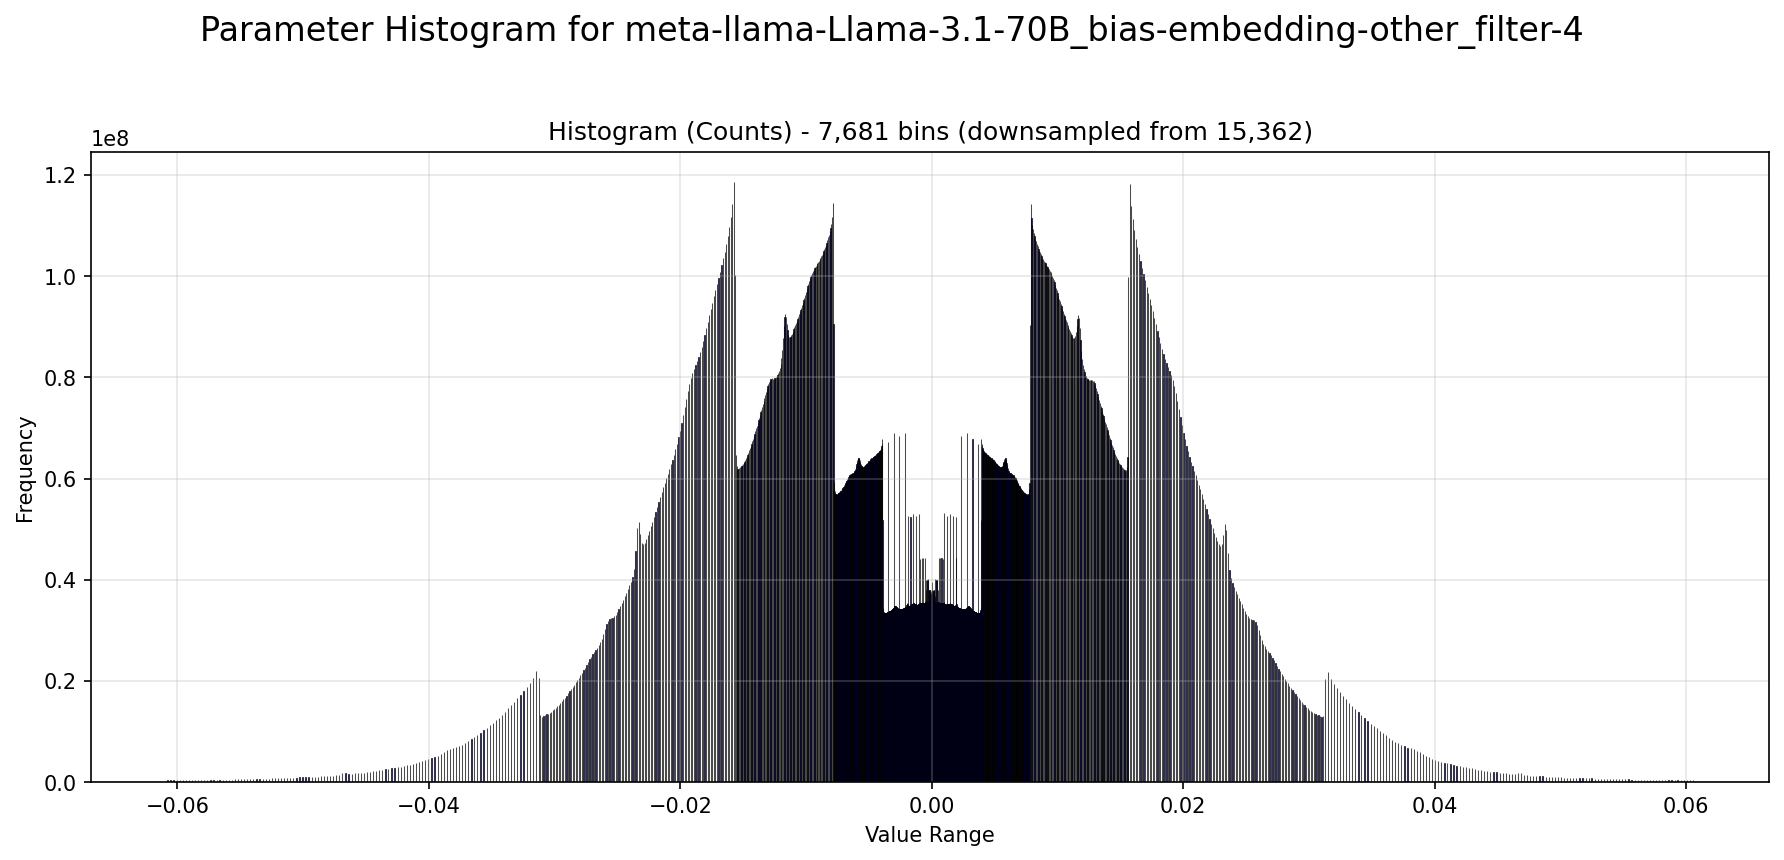 Parameter Histogram for meta-llama-Llama-3.1-70B_bias-embedding-other_filter-4
Histogram (Counts) - 7,681 bins (downsampled from 15,362)
1e8
1.2
1.0
0.8
0.6
0.4
0.2
0.0
Frequency
−0.06 −0.04 −0.02 0.00 0.02 0.04 0.06
Value Range